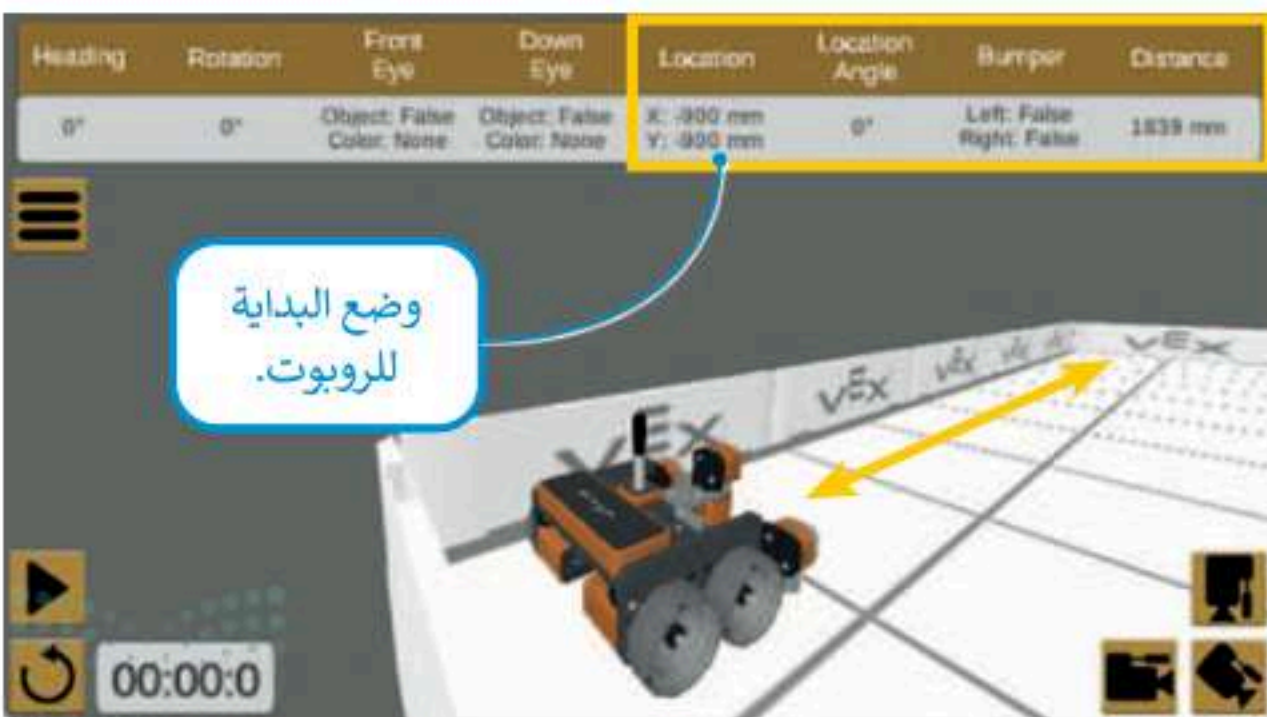 Heading Rotation Front Eye Down Eye Location Location Angle Bumper Distance
0° 0° Object: False Color: None Object: False Color: None X: -900 mm Y: -900 mm 0° Left: False Right: False 1839 mm
وضع البداية
للروبوت.
VEX
VEX
VEX
VEX
VEX
00:00:0